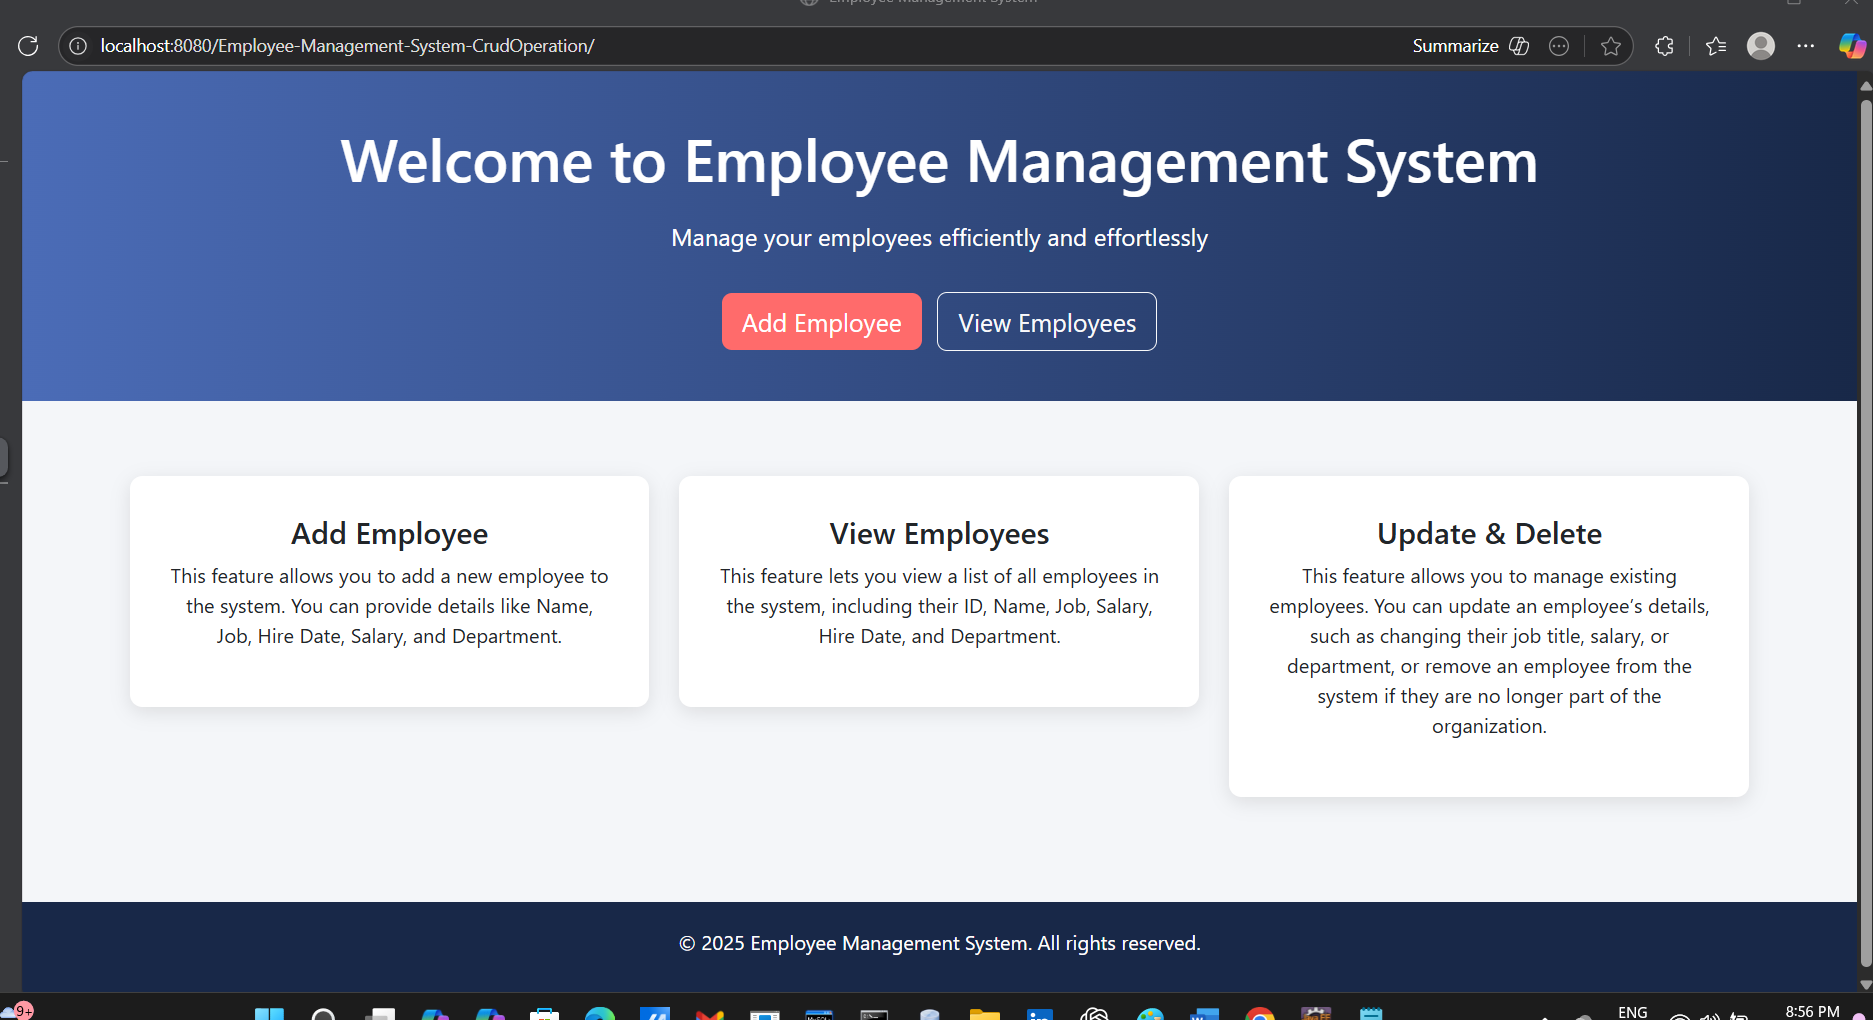 Employee Management System
localhost:8080/Employee-Management-System-CrudOperation/
Summarize
Welcome to Employee Management System
Manage your employees efficiently and effortlessly
Add Employee
View Employees
Add Employee
This feature allows you to add a new employee to
the system. You can provide details like Name,
Job, Hire Date, Salary, and Department.
View Employees
This feature lets you view a list of all employees in
the system, including their ID, Name, Job, Salary,
Hire Date, and Department.
Update & Delete
This feature allows you to manage existing
employees. You can update an employee’s details,
such as changing their job title, salary, or
department, or remove an employee from the
system if they are no longer part of the
organization.
© 2025 Employee Management System. All rights reserved.
9+
ENG
8:56 PM